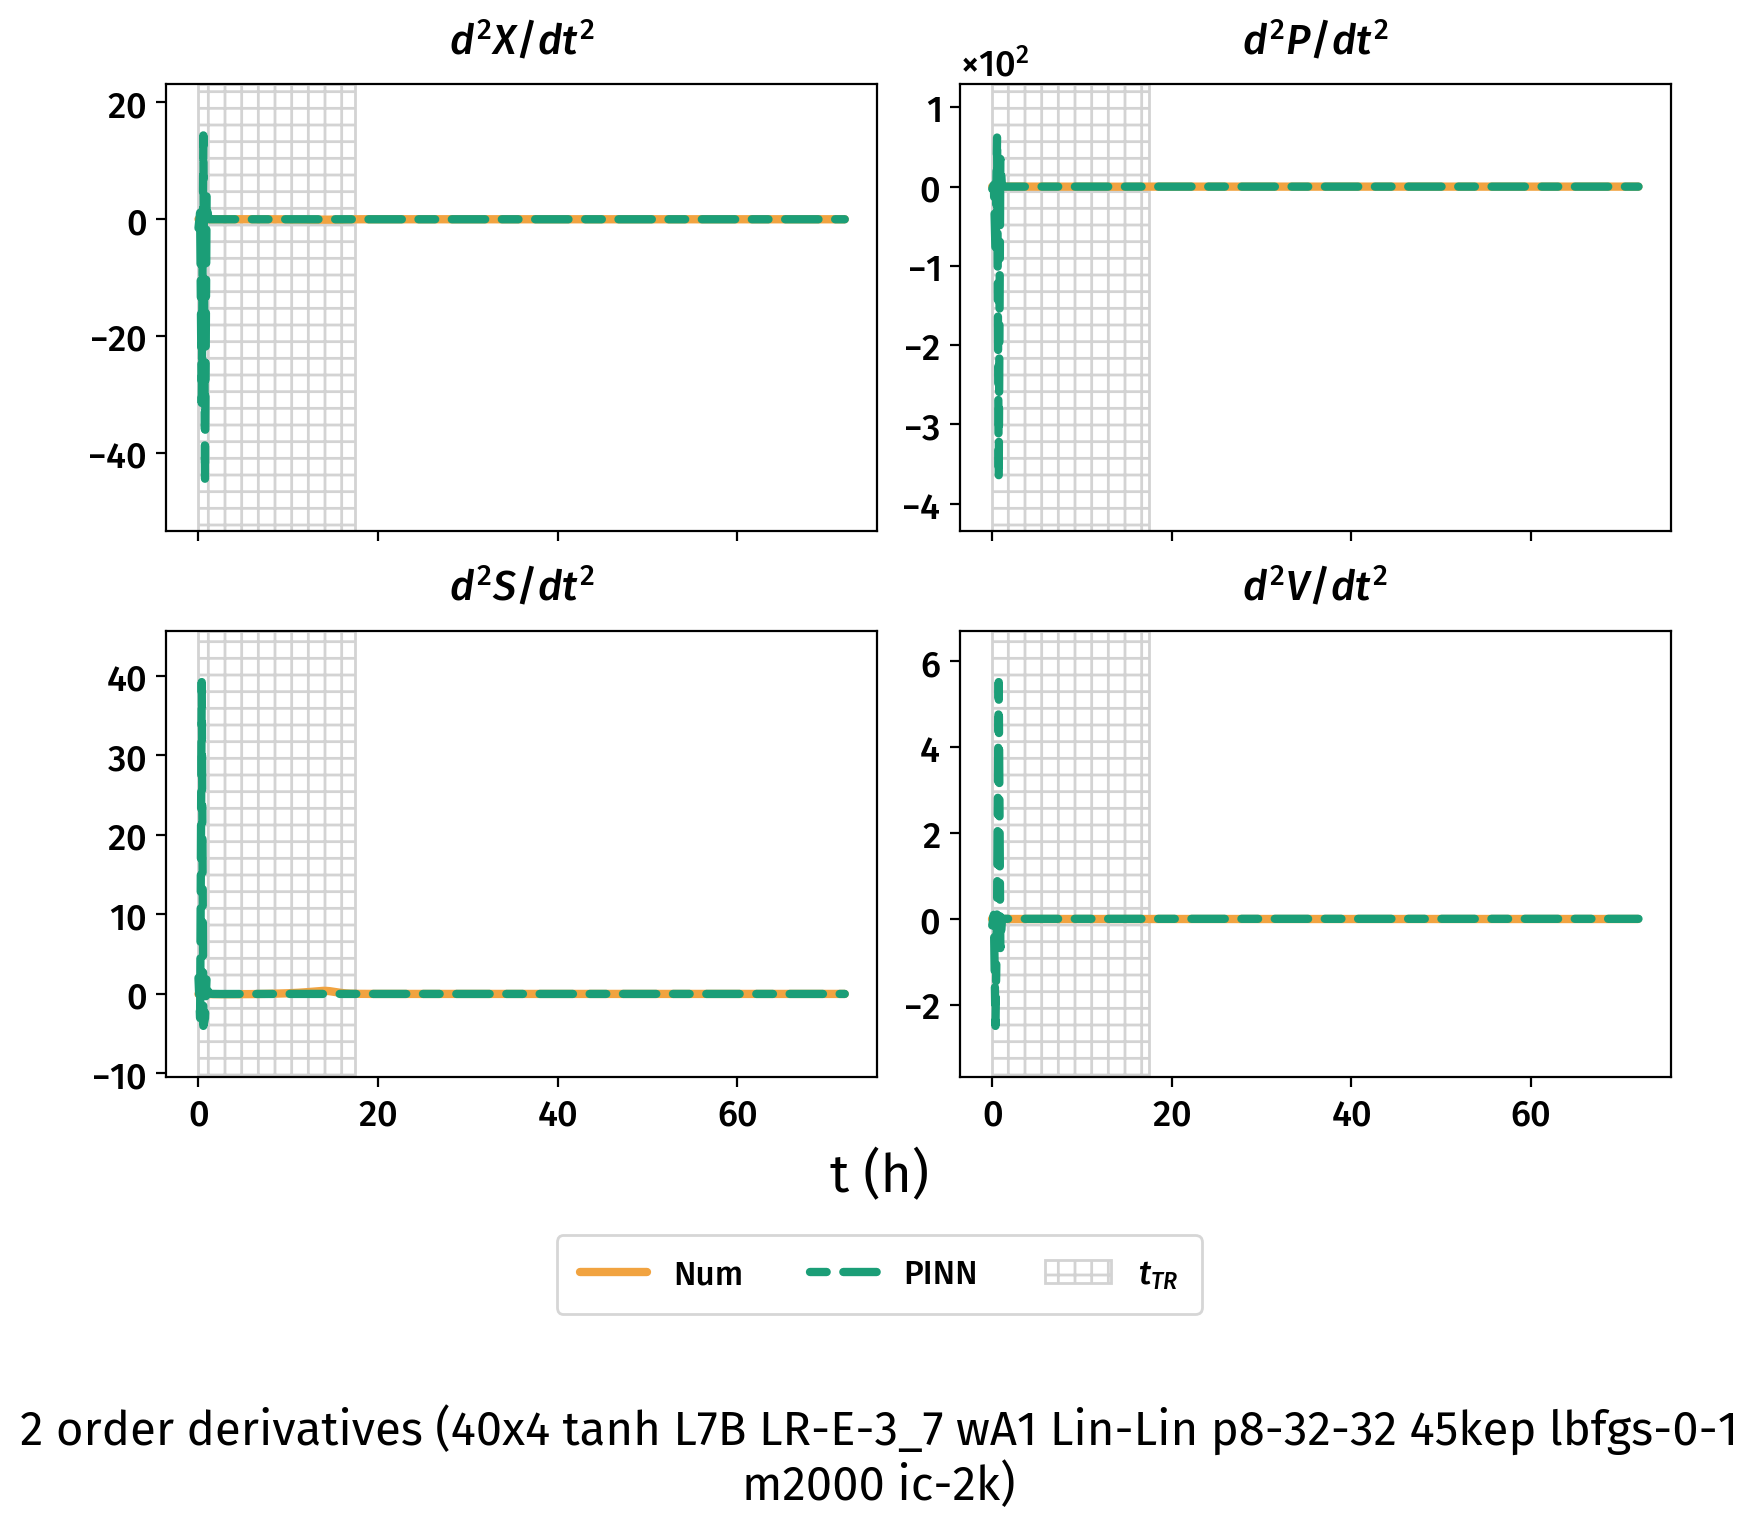 d²X/dt²
d²P/dt²
×10²
20
0
−20
−40
1
0
−1
−2
−3
−4
d²S/dt²
d²V/dt²
40
30
20
10
0
−10
6
4
2
0
−2
0 20 40 60
0 20 40 60
t (h)
Num PINN t_TR
2 order derivatives (40x4 tanh L7B LR-E-3_7 wA1 Lin-Lin p8-32-32 45kep lbfgs-0-1
m2000 ic-2k)